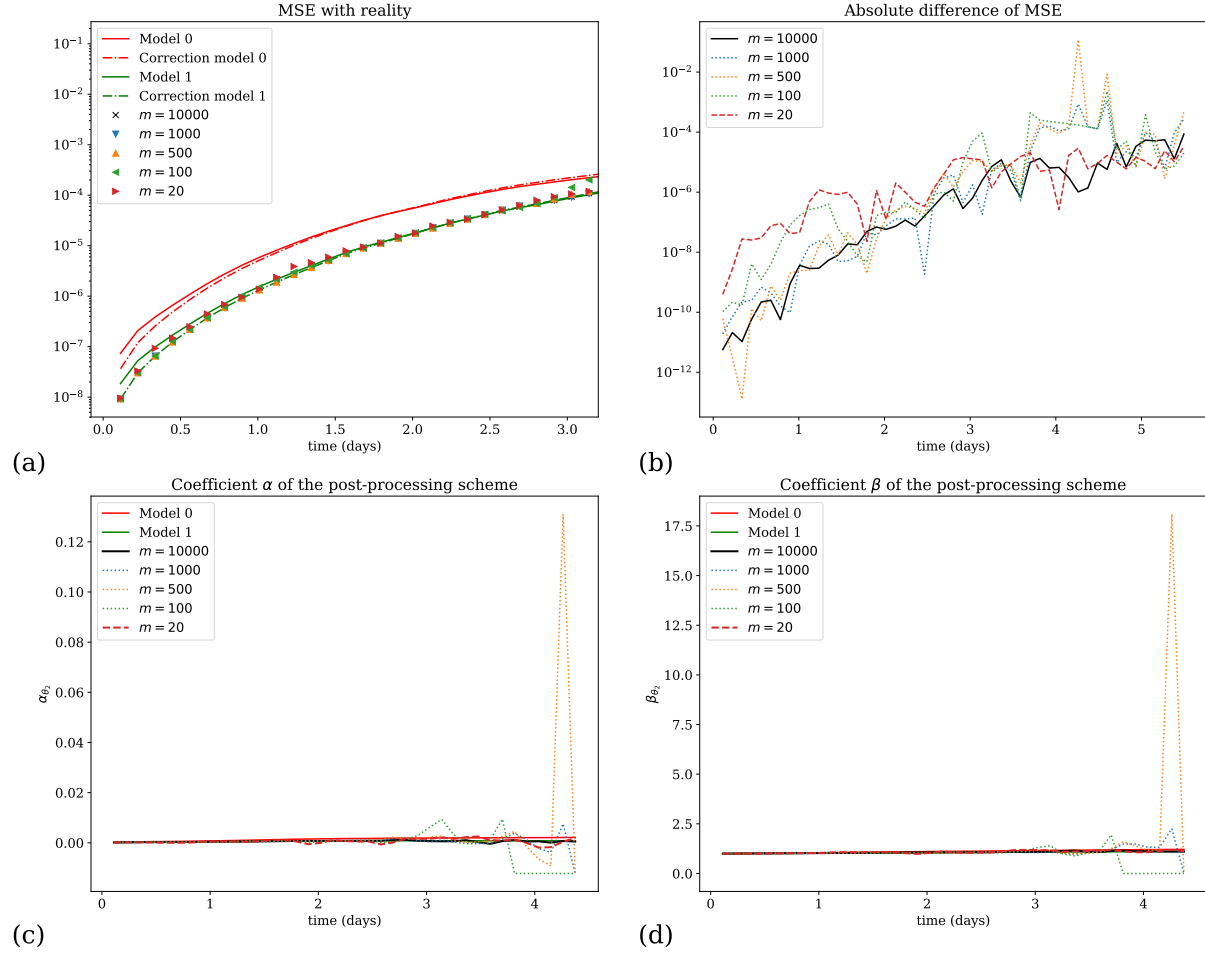 MSE with reality
10⁻¹
10⁻²
10⁻³
10⁻⁴
10⁻⁵
10⁻⁶
10⁻⁷
10⁻⁸
Model 0
Correction model 0
Model 1
Correction model 1
m = 10000
m = 1000
m = 500
m = 100
m = 20
0.0 0.5 1.0 1.5 2.0 2.5 3.0
time (days)
(a)
Absolute difference of MSE
10⁻²
10⁻⁴
10⁻⁶
10⁻⁸
10⁻¹⁰
10⁻¹²
m = 10000
m = 1000
m = 500
m = 100
m = 20
0 1 2 3 4 5
time (days)
(b)
Coefficient α of the post-processing scheme
0.12
0.10
0.08
0.06
0.04
0.02
0.00
α_θ₂
Model 0
Model 1
m = 10000
m = 1000
m = 500
m = 100
m = 20
0 1 2 3 4
time (days)
(c)
Coefficient β of the post-processing scheme
17.5
15.0
12.5
10.0
7.5
5.0
2.5
0.0
β_θ₂
Model 0
Model 1
m = 10000
m = 1000
m = 500
m = 100
m = 20
0 1 2 3 4
time (days)
(d)